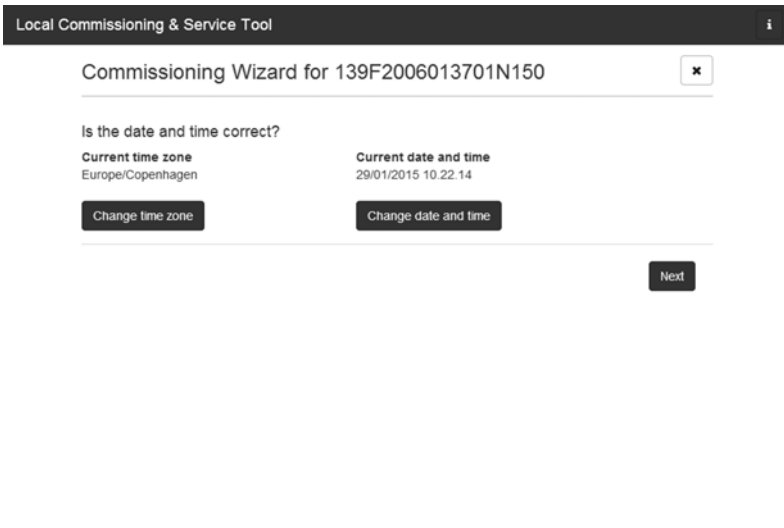 Local Commissioning & Service Tool
i
Commissioning Wizard for 139F2006013701N150
Is the date and time correct?
Current time zone
Current date and time
Europe/Copenhagen
29/01/2015 10.22.14
Change time zone
Change date and time
Next